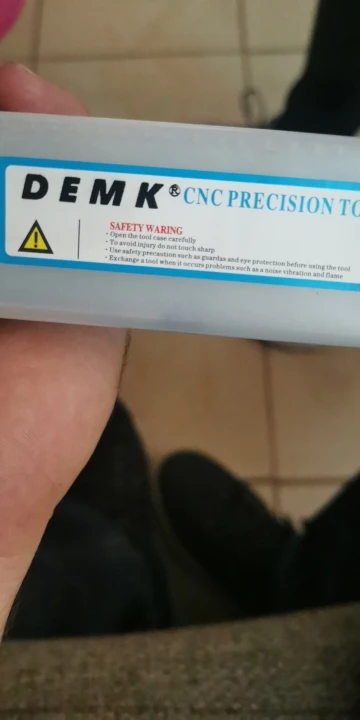 DEMK® CNC PRECISION TO
SAFETY WARING
· Open the tool case carefully
· To avoid injury do not touch sharp
· Use safety precaution such as guardas and eye protection before using the tool
· Exchange a tool when it occurs problems such as a noise vibration and flame